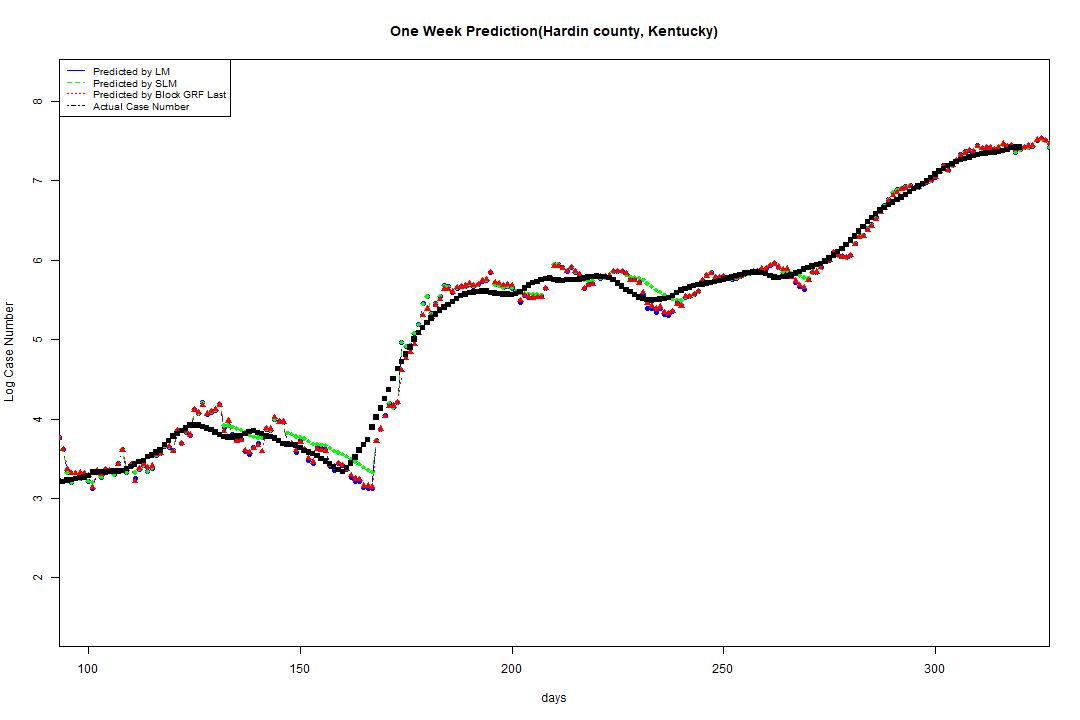 One Week Prediction(Hardin county, Kentucky)
Predicted by LM
Predicted by SLM
Predicted by Block GRF Last
Actual Case Number
8
7
6
5
4
3
2
Log Case Number
100 150 200 250 300
days